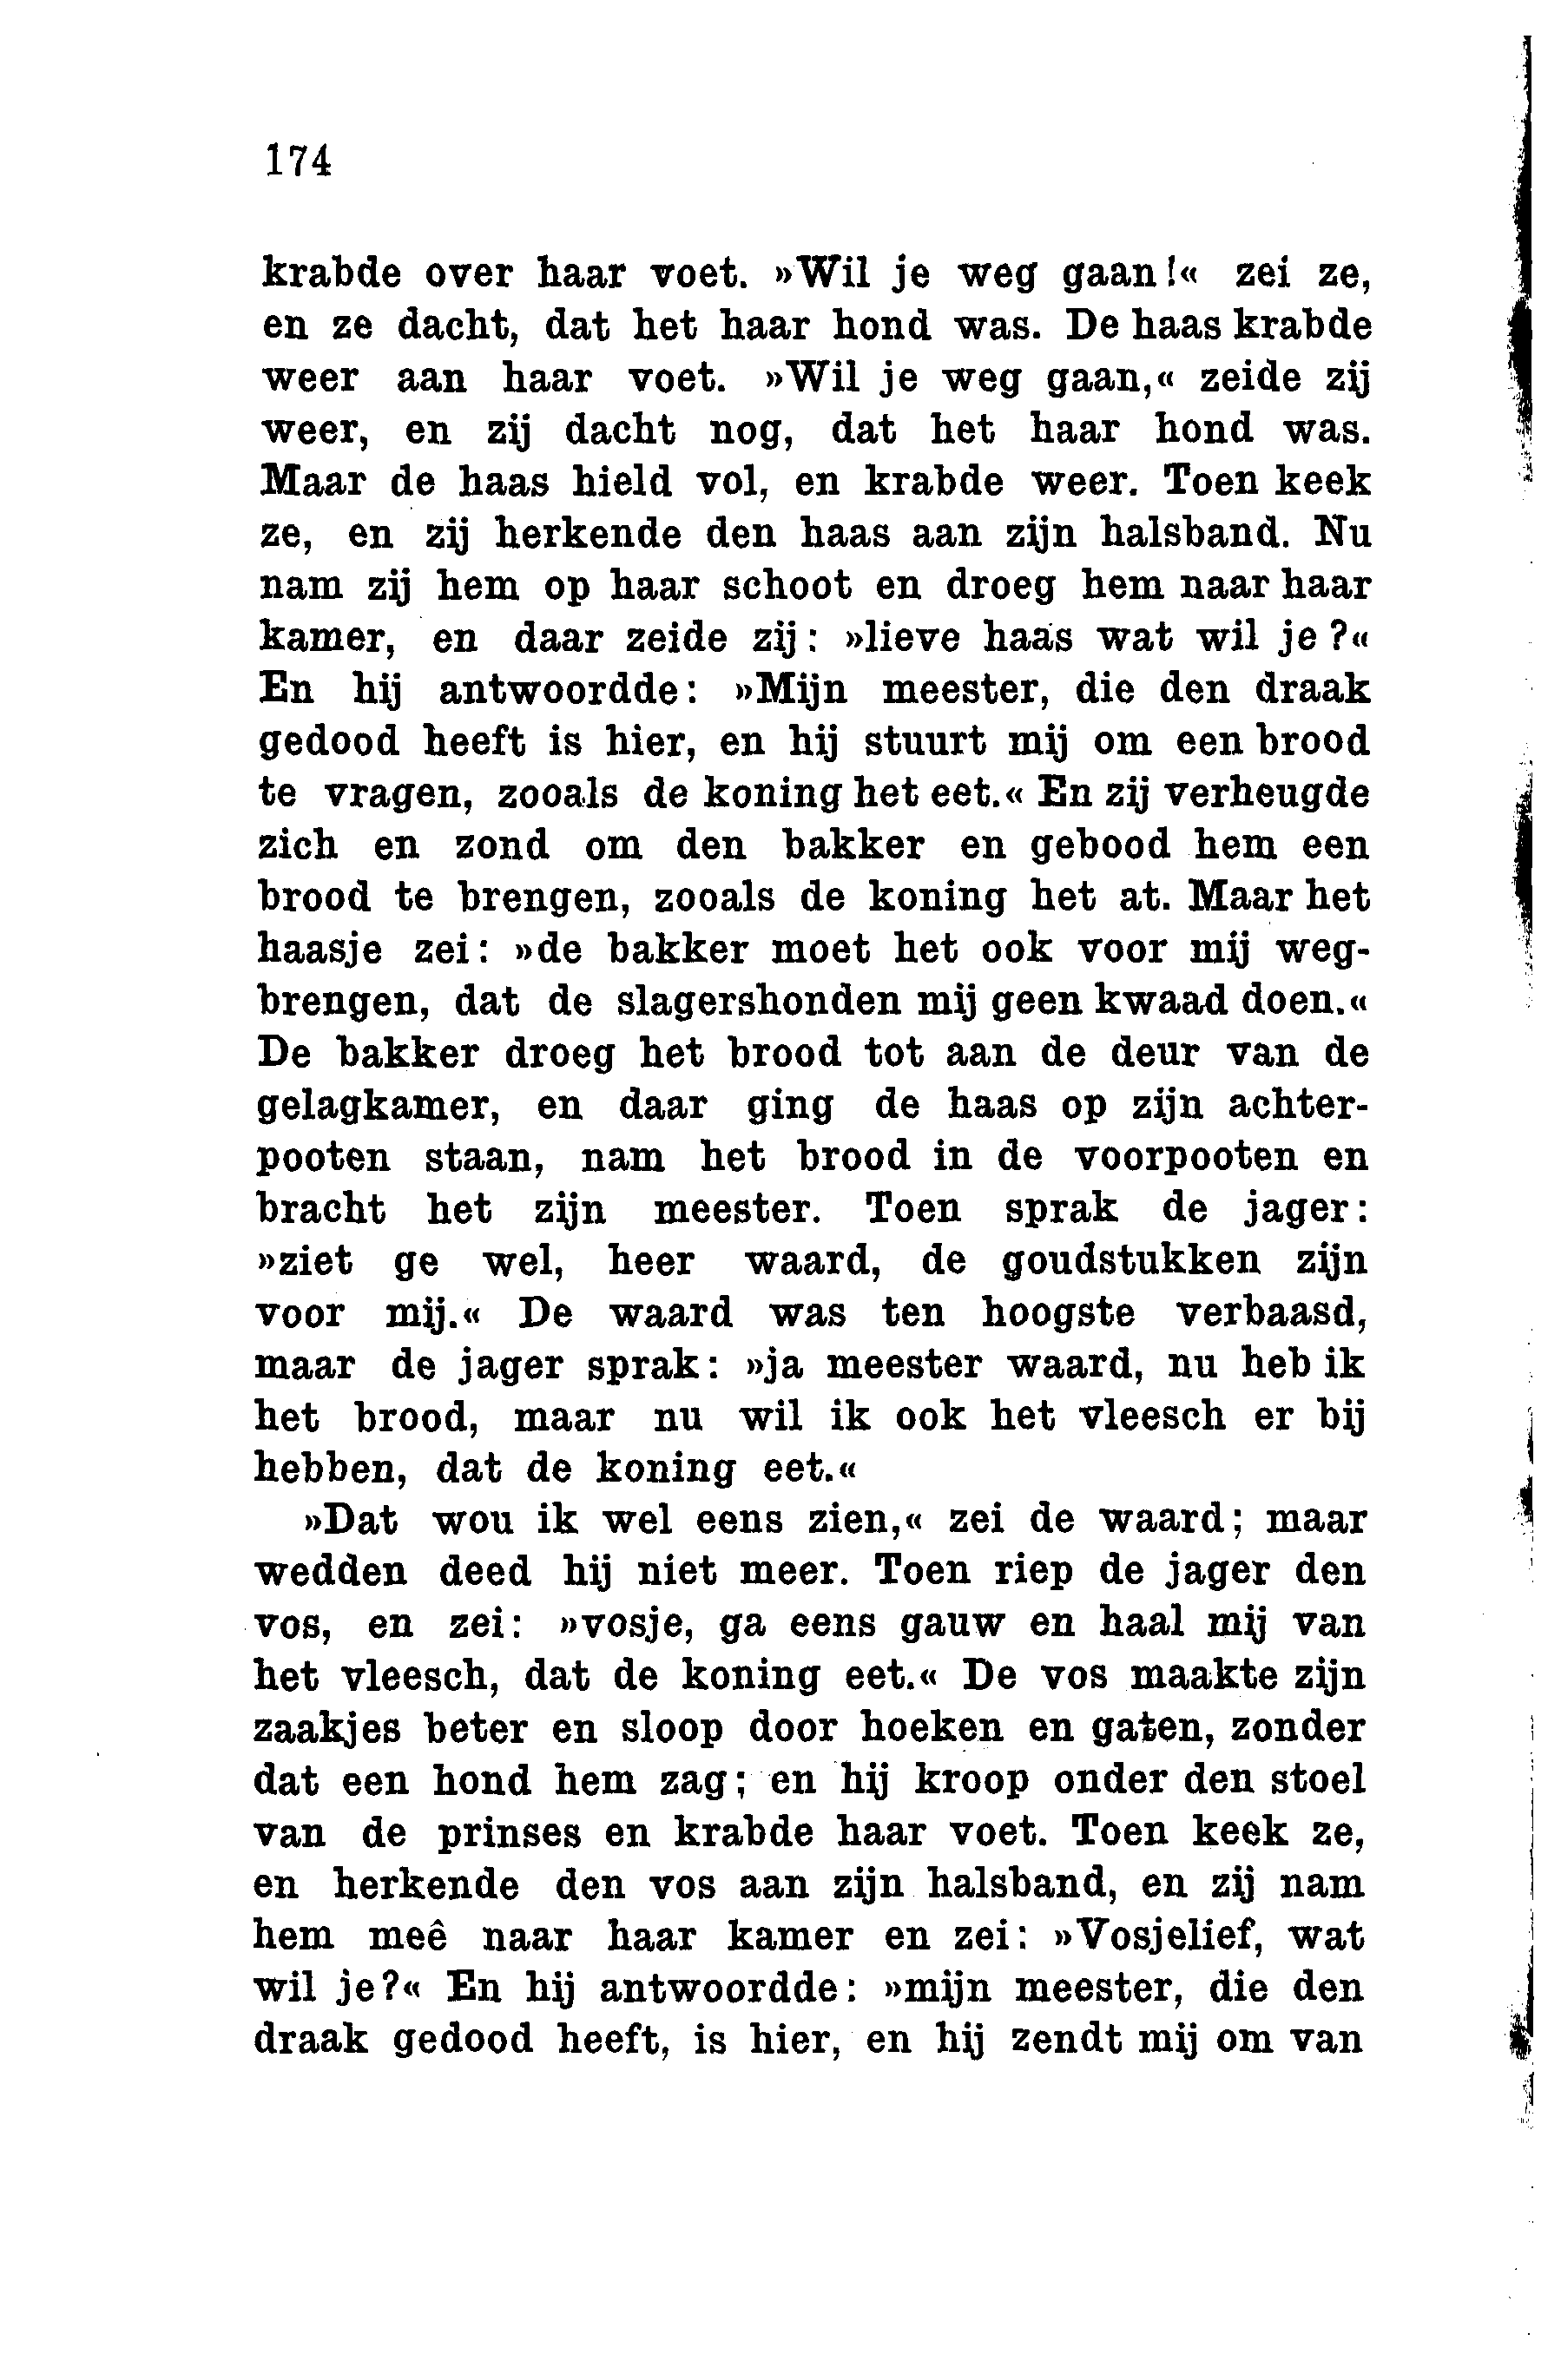 174
krabde over haar voet. »Wil je weg gaan!« zei ze,
en ze dacht, dat het haar hond was. De haas krabde
weer aan haar voet. »Wil je weg gaan,« zeide zij
weer, en zij dacht nog, dat het haar hond was.
Maar de haas hield vol, en krabde weer. Toen keek
ze, en zij herkende den haas aan zijn halsband. Nu
nam zij hem op haar schoot en droeg hem naar haar
kamer, en daar zeide zij: »lieve haas wat wil je?«
En hij antwoordde: »Mijn meester, die den draak
gedood heeft is hier, en hij stuurt mij om een brood
te vragen, zooals de koning het eet.« En zij verheugde
zich en zond om den bakker en gebood hem een
brood te brengen, zooals de koning het at. Maar het
haasje zei: »de bakker moet het ook voor mij weg-
brengen, dat de slagershonden mij geen kwaad doen.«
De bakker droeg het brood tot aan de deur van de
gelagkamer, en daar ging de haas op zijn achter-
pooten staan, nam het brood in de voorpooten en
bracht het zijn meester. Toen sprak de jager:
»ziet ge wel, heer waard, de goudstukken zijn
voor mij.« De waard was ten hoogste verbaasd,
maar de jager sprak: »ja meester waard, nu heb ik
het brood, maar nu wil ik ook het vleesch er bij
hebben, dat de koning eet.«
»Dat wou ik wel eens zien,« zei de waard; maar
wedden deed hij niet meer. Toen riep de jager den
vos, en zei: »vosje, ga eens gauw en haal mij van
het vleesch, dat de koning eet.« De vos maakte zijn
zaakjes beter en sloop door hoeken en gaten, zonder
dat een hond hem zag; en hij kroop onder den stoel
van de prinses en krabde haar voet. Toen keek ze,
en herkende den vos aan zijn halsband, en zij nam
hem meê naar haar kamer en zei: »Vosjelief, wat
wil je?« En hij antwoordde: »mijn meester, die den
draak gedood heeft, is hier, en hij zendt mij om van